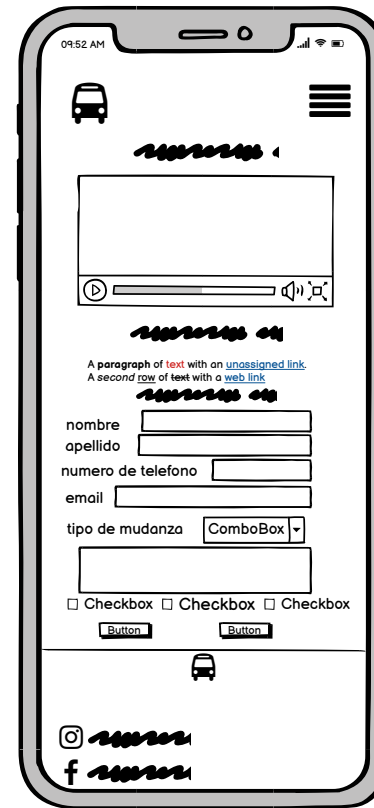 09:52 AM
A paragraph of text with an unassigned link.
A second row of text with a web link
nombre
apellido
numero de telefono
email
tipo de mudanza ComboBox
Checkbox Checkbox Checkbox
Button Button